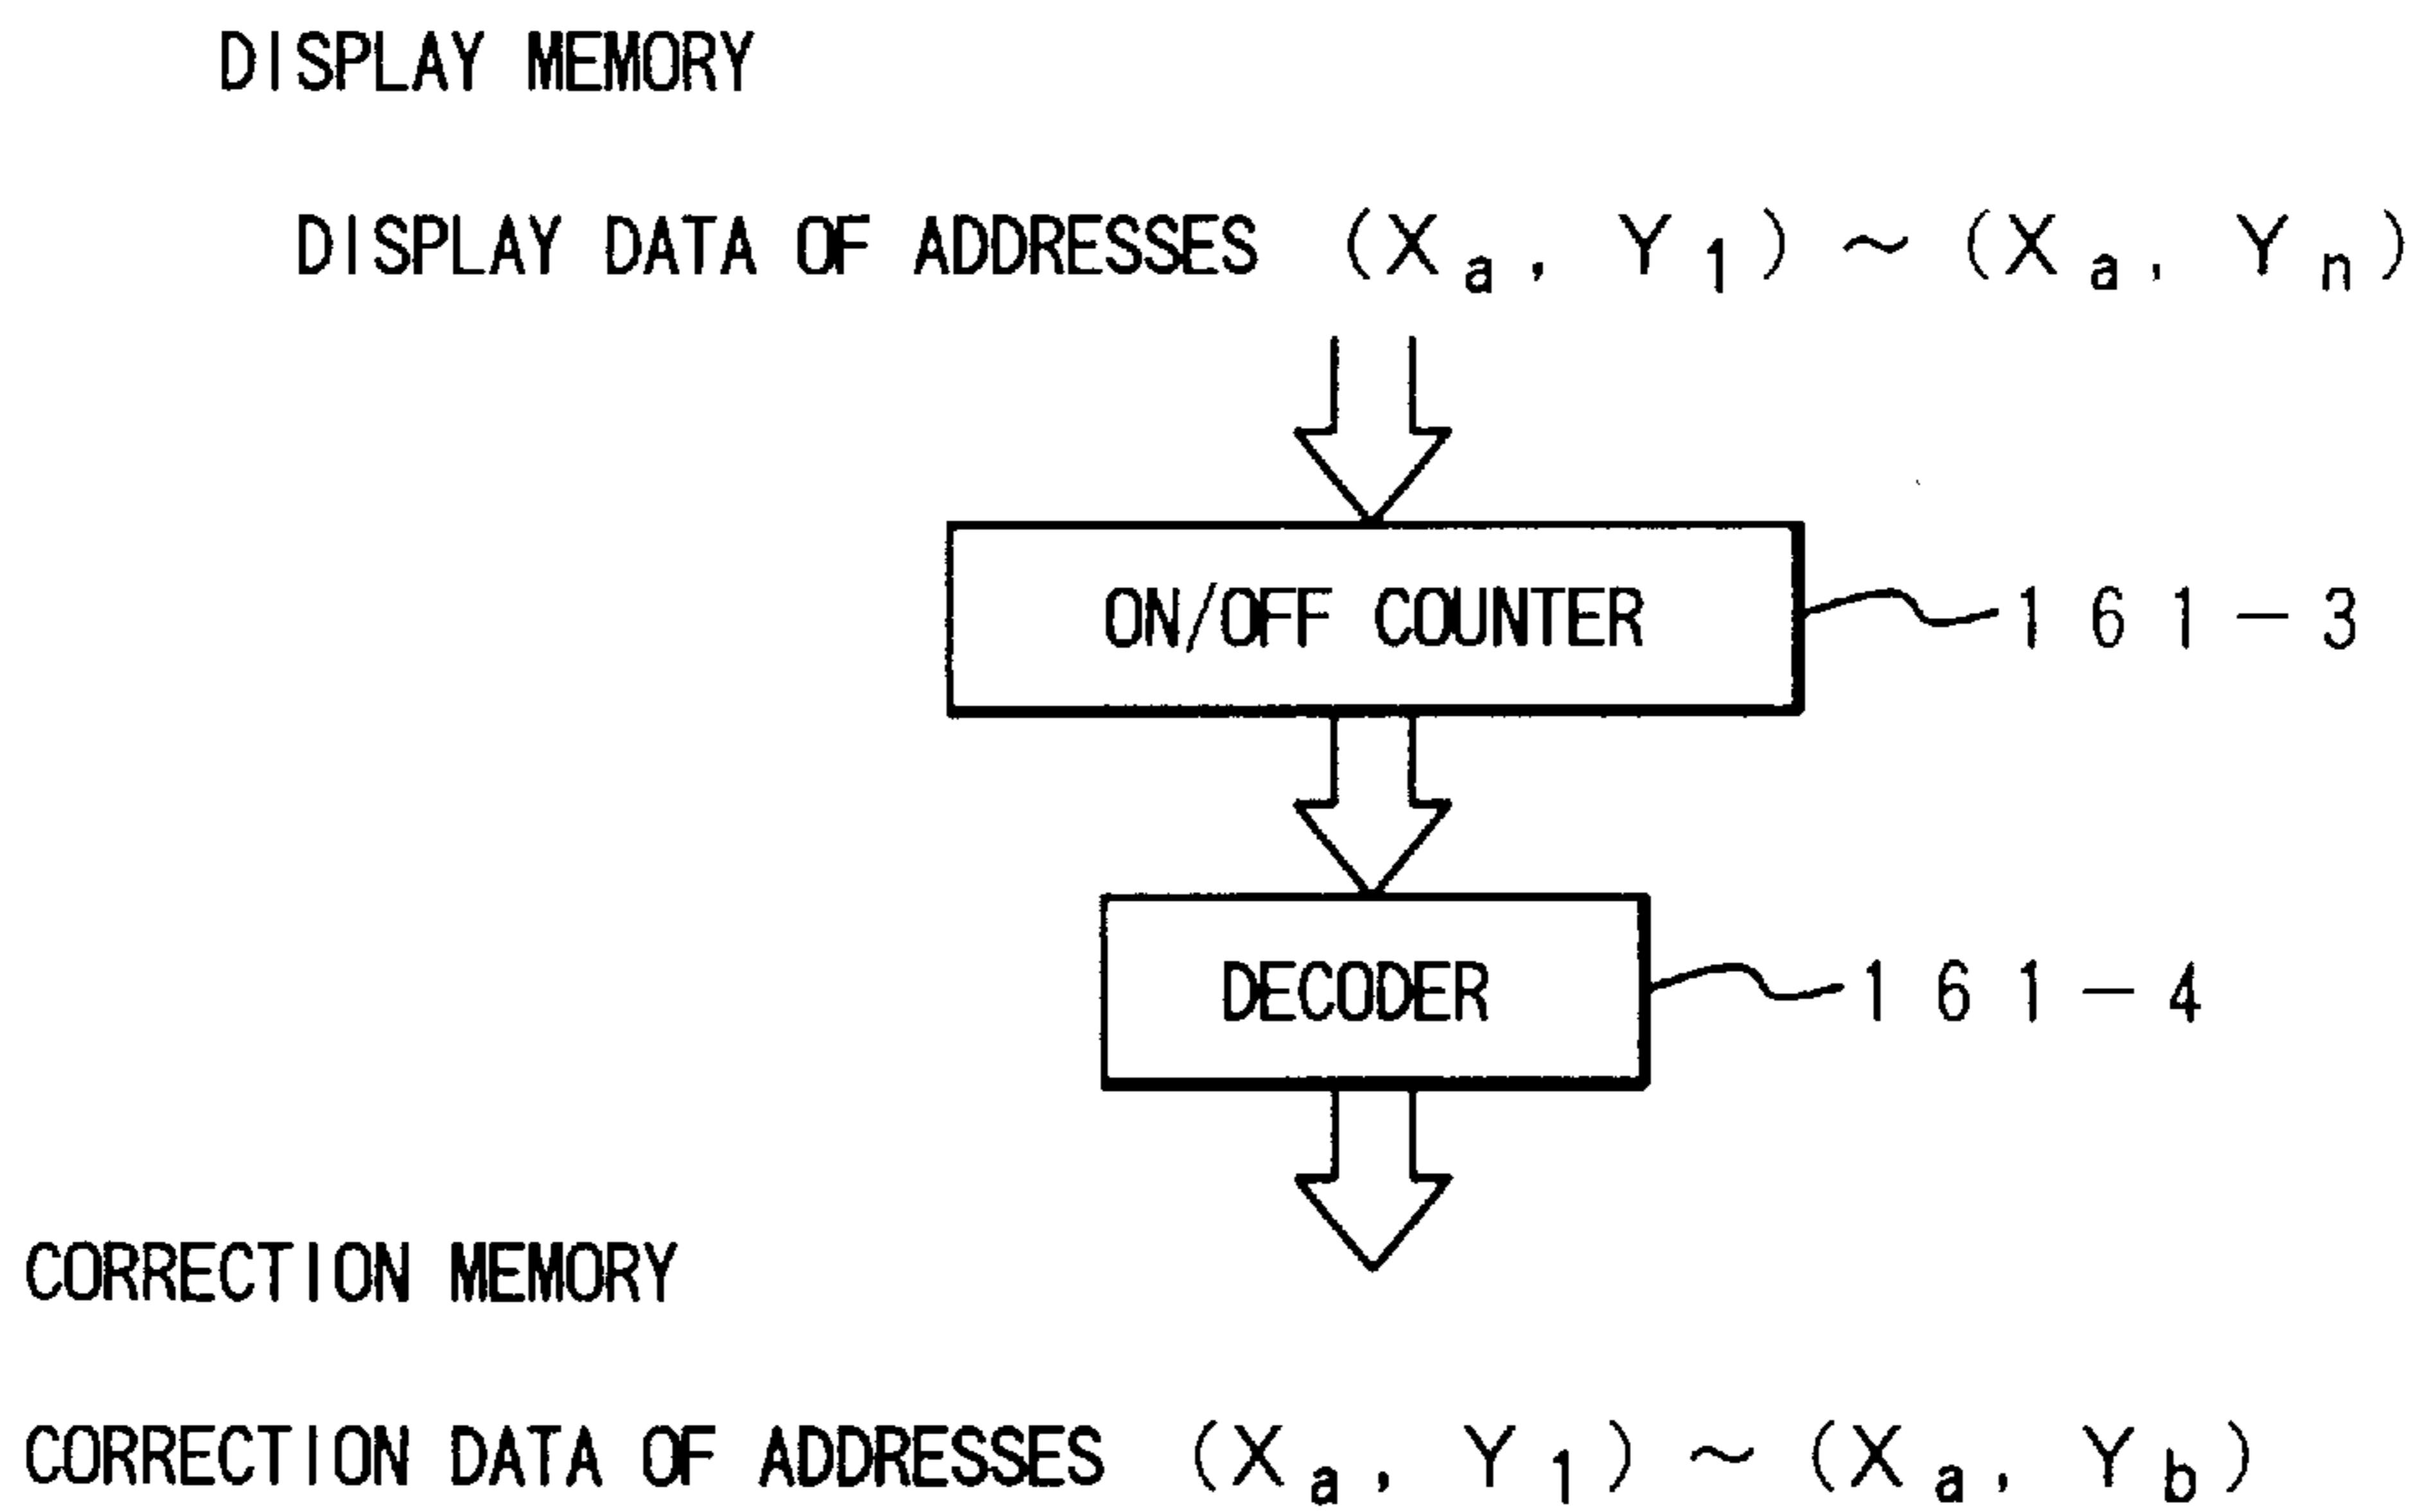 DISPLAY MEMORY
DISPLAY DATA OF ADDRESSES (Xa, Y1) ~ (Xa, Yn)
ON/OFF COUNTER 161-3
DECODER 161-4
CORRECTION MEMORY
CORRECTION DATA OF ADDRESSES (Xa, Y1) ~ (Xa, Yb)